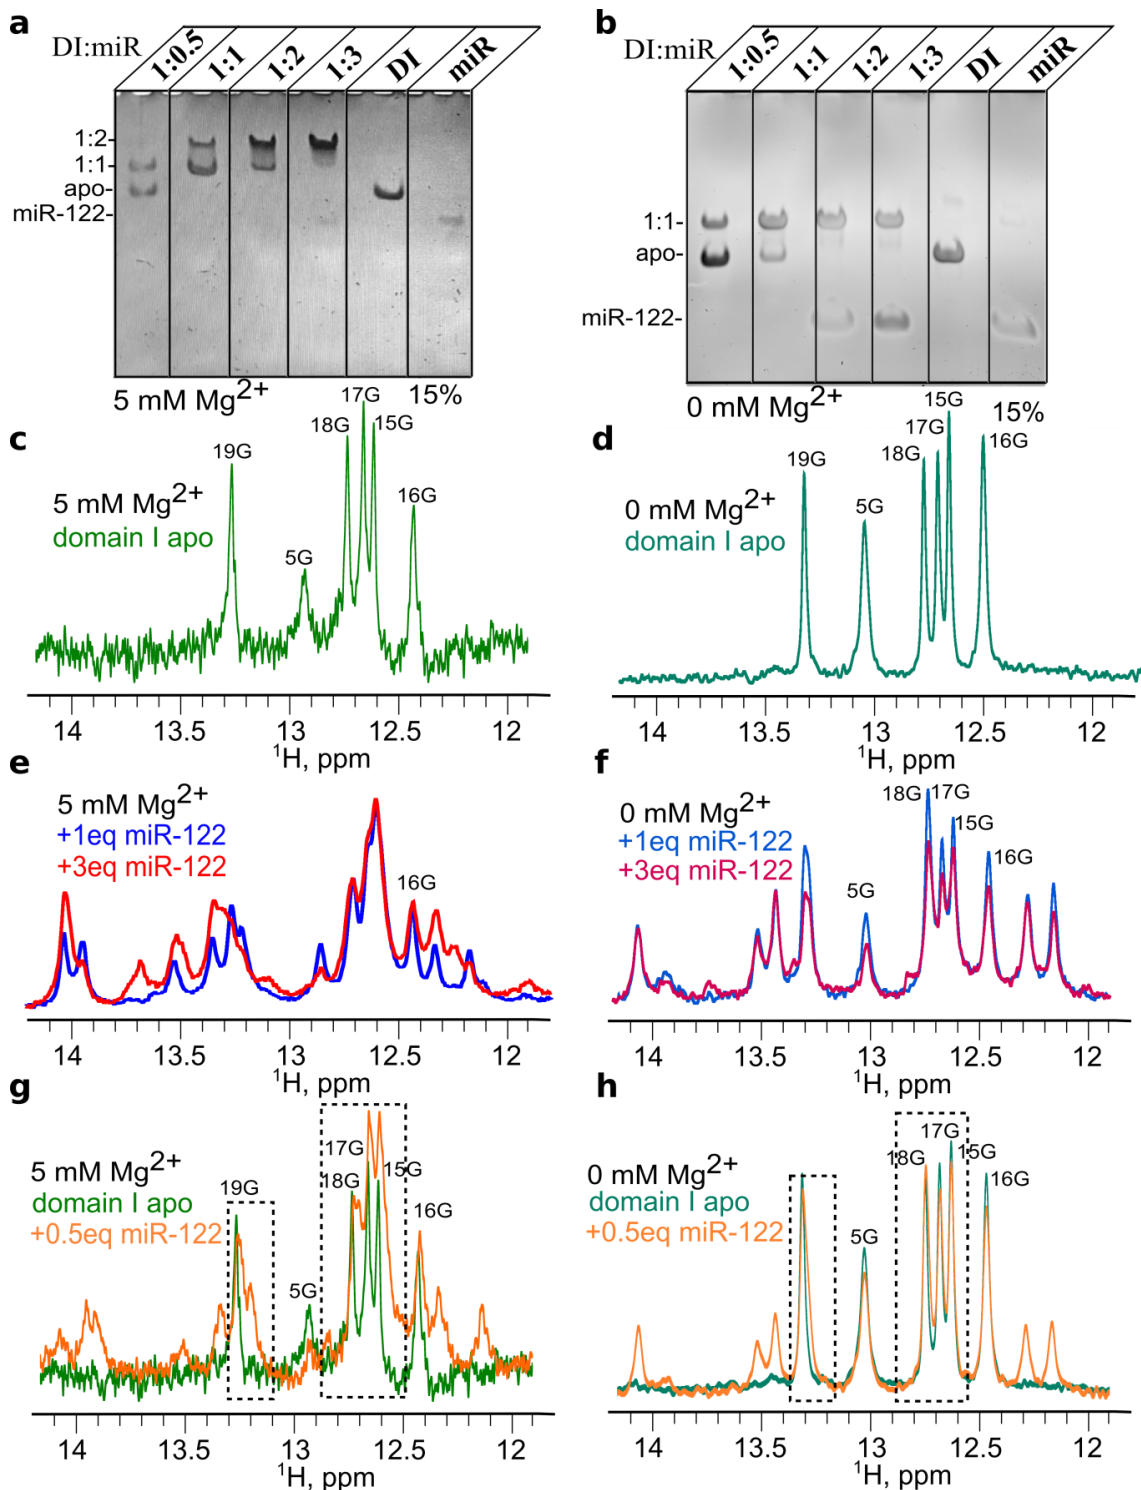 a
DI:miR
1:0.5
1:1
1:2
1:3
DI
miR
1:2-
1:1-
apo-
miR-122-
5 mM Mg2+
15%
b
DI:miR
1:0.5
1:1
1:2
1:3
DI
miR
1:1-
apo-
miR-122-
0 mM Mg2+
15%
c
5 mM Mg2+
domain I apo
19G
5G
18G
17G
15G
16G
14 13.5 13 12.5 12
1H, ppm
d
0 mM Mg2+
domain I apo
19G
5G
18G
17G
15G
16G
14 13.5 13 12.5 12
1H, ppm
e
5 mM Mg2+
+1eq miR-122
+3eq miR-122
16G
14 13.5 13 12.5 12
1H, ppm
f
0 mM Mg2+
+1eq miR-122
+3eq miR-122
5G
18G
17G
15G
16G
14 13.5 13 12.5 12
1H, ppm
g
5 mM Mg2+
domain I apo
+0.5eq miR-122
19G
5G
18G
17G
15G
16G
14 13.5 13 12.5 12
1H, ppm
h
0 mM Mg2+
domain I apo
+0.5eq miR-122
5G
18G
17G
15G
16G
14 13.5 13 12.5 12
1H, ppm